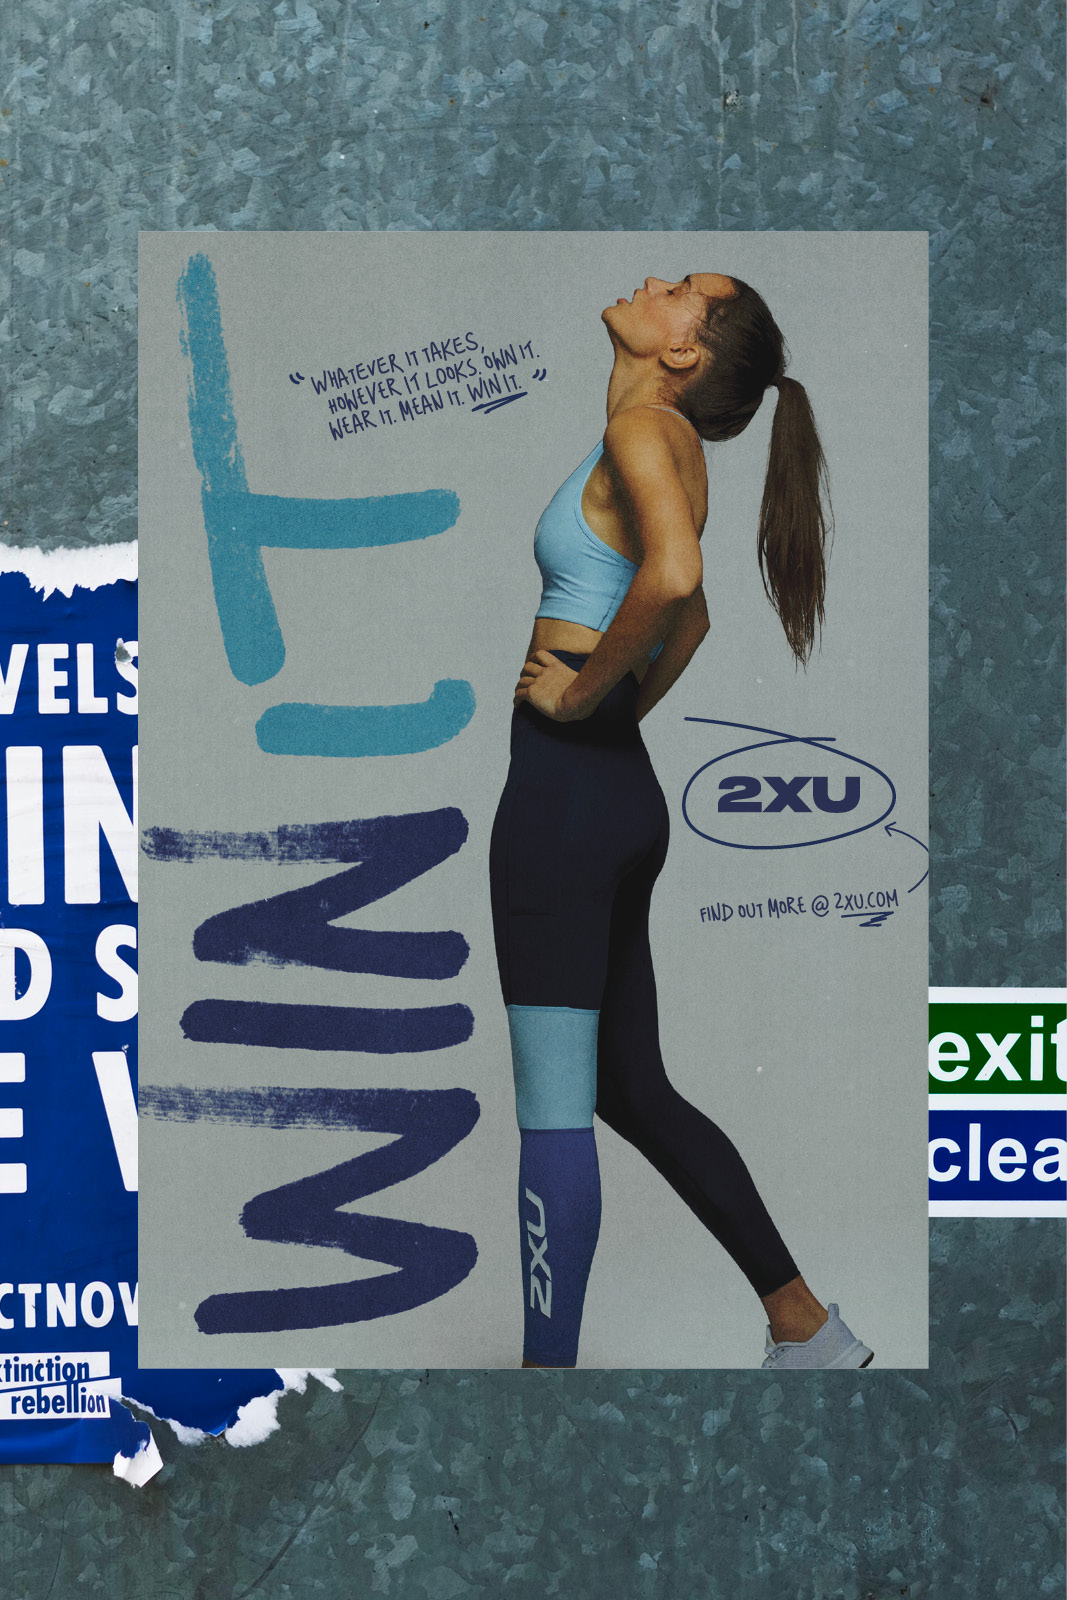 WIN IT
“WHATEVER IT TAKES,
HOWEVER IT LOOKS. OWN IT.
WEAR IT. MEAN IT. WIN IT.”
2XU
FIND OUT MORE @ 2XU.COM
2XU
VELS
IN
D S
E
CTNOV
xtinction
rebellion
exit
clea